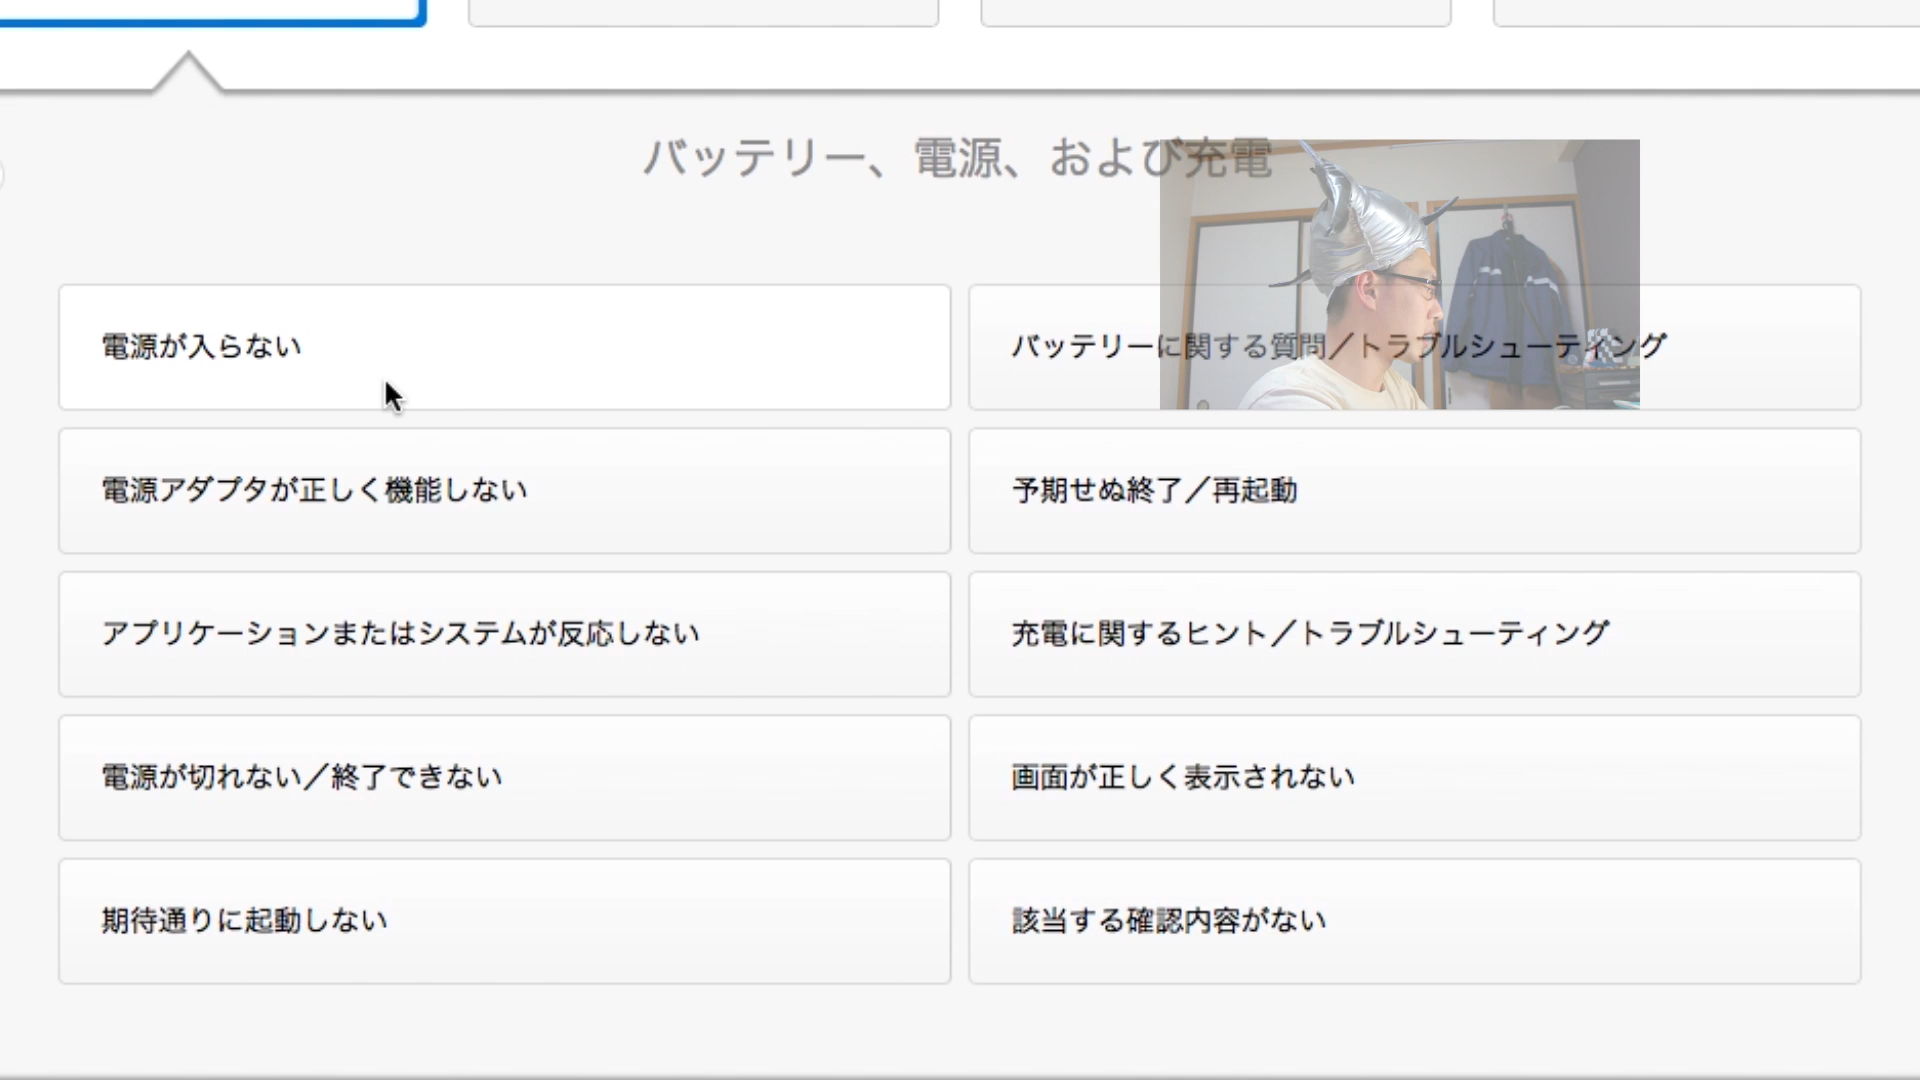 バッテリー、電源、および充電
電源が入らない
バッテリーに関する質問／トラブルシューティング
電源アダプタが正しく機能しない
予期せぬ終了／再起動
アプリケーションまたはシステムが反応しない
充電に関するヒント／トラブルシューティング
電源が切れない／終了できない
画面が正しく表示されない
期待通りに起動しない
該当する確認内容がない